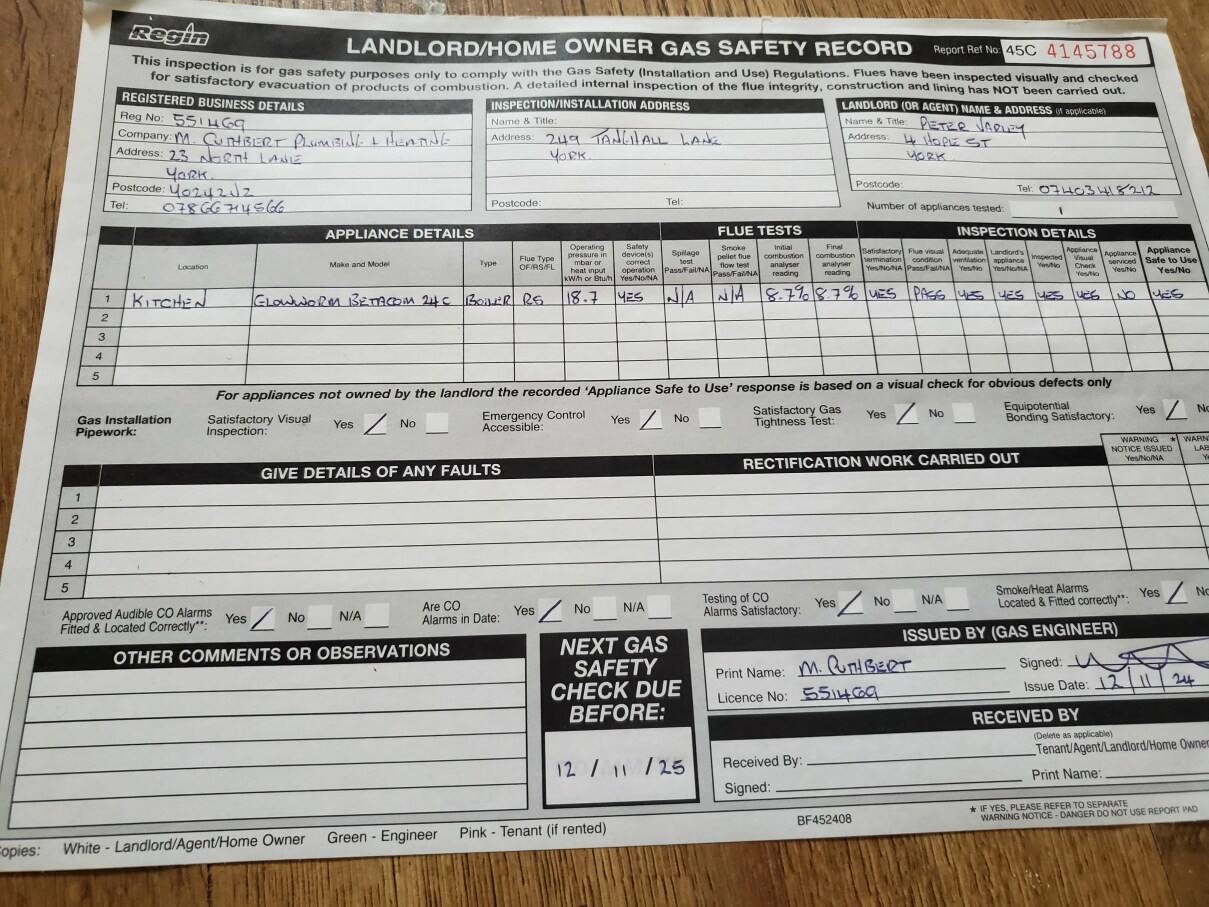 Regin
LANDLORD/HOME OWNER GAS SAFETY RECORD
Report Ref No: 45C 4145788
This inspection is for gas safety purposes only to comply with the Gas Safety (Installation and Use) Regulations. Flues have been inspected visually and checked
for satisfactory evacuation of products of combustion. A detailed internal inspection of the flue integrity, construction and lining has NOT been carried out.
REGISTERED BUSINESS DETAILS
Reg No: 551469
Company: M. CUTHBERT PLUMBING & HEATING
Address: 23 NORTH LANE
YORK.
Postcode: YO242JZ
Tel: 07866714566
INSPECTION/INSTALLATION ADDRESS
Name & Title:
Address: 249 TANGHALL LANE
YORK.
Postcode: Tel:
LANDLORD (OR AGENT) NAME & ADDRESS (if applicable)
Name & Title: PETER VARLEY
Address: 4 HOPE ST
YORK
Postcode: Tel: 07403418212
Number of appliances tested: 1
APPLIANCE DETAILS FLUE TESTS INSPECTION DETAILS
Location
Make and Model
Type
Flue Type OF/RS/FL
Operating pressure in mbar or heat input kW/h or Btu/h
Safety device(s) correct operation Yes/No/NA
Spillage test Pass/Fail/NA
Smoke pellet flue flow test Pass/Fail/NA
Initial combustion analyser reading
Final combustion analyser reading
Satisfactory termination Yes/No/NA
Flue visual condition Pass/Fail/NA
Adequate ventilation Yes/No
Landlord's appliance Yes/No/NA
Inspected Yes/No
Appliance Visual Check Yes/No
Appliance serviced Yes/No
Appliance Safe to Use Yes/No
1 KITCHEN GLOWWORM BETACOM 24C BOILER RS 18.7 YES N/A N/A 8.7% 8.7% YES PASS YES YES YES YES NO YES
2
3
4
5
For appliances not owned by the landlord the recorded 'Appliance Safe to Use' response is based on a visual check for obvious defects only
Gas Installation Pipework: Satisfactory Visual Inspection: Yes / No Emergency Control Accessible: Yes / No Satisfactory Gas Tightness Test: Yes / No Equipotential Bonding Satisfactory: Yes / No
GIVE DETAILS OF ANY FAULTS
RECTIFICATION WORK CARRIED OUT
WARNING * NOTICE ISSUED Yes/No/NA
1
2
3
4
5
Approved Audible CO Alarms Fitted & Located Correctly**: Yes / No N/A Are CO Alarms in Date: Yes / No N/A Testing of CO Alarms Satisfactory: Yes / No N/A Smoke/Heat Alarms Located & Fitted correctly**: Yes / No
OTHER COMMENTS OR OBSERVATIONS
NEXT GAS
SAFETY
CHECK DUE
BEFORE:
12 / 11 / 25
ISSUED BY (GAS ENGINEER)
Print Name: M. CUTHBERT Signed:
Licence No: 551469 Issue Date: 12/11/24
RECEIVED BY
(Delete as applicable)
Received By: Tenant/Agent/Landlord/Home Owner
Signed: Print Name:
* IF YES, PLEASE REFER TO SEPARATE
WARNING NOTICE - DANGER DO NOT USE REPORT PAD
Copies: White - Landlord/Agent/Home Owner Green - Engineer Pink - Tenant (if rented)
BF452408